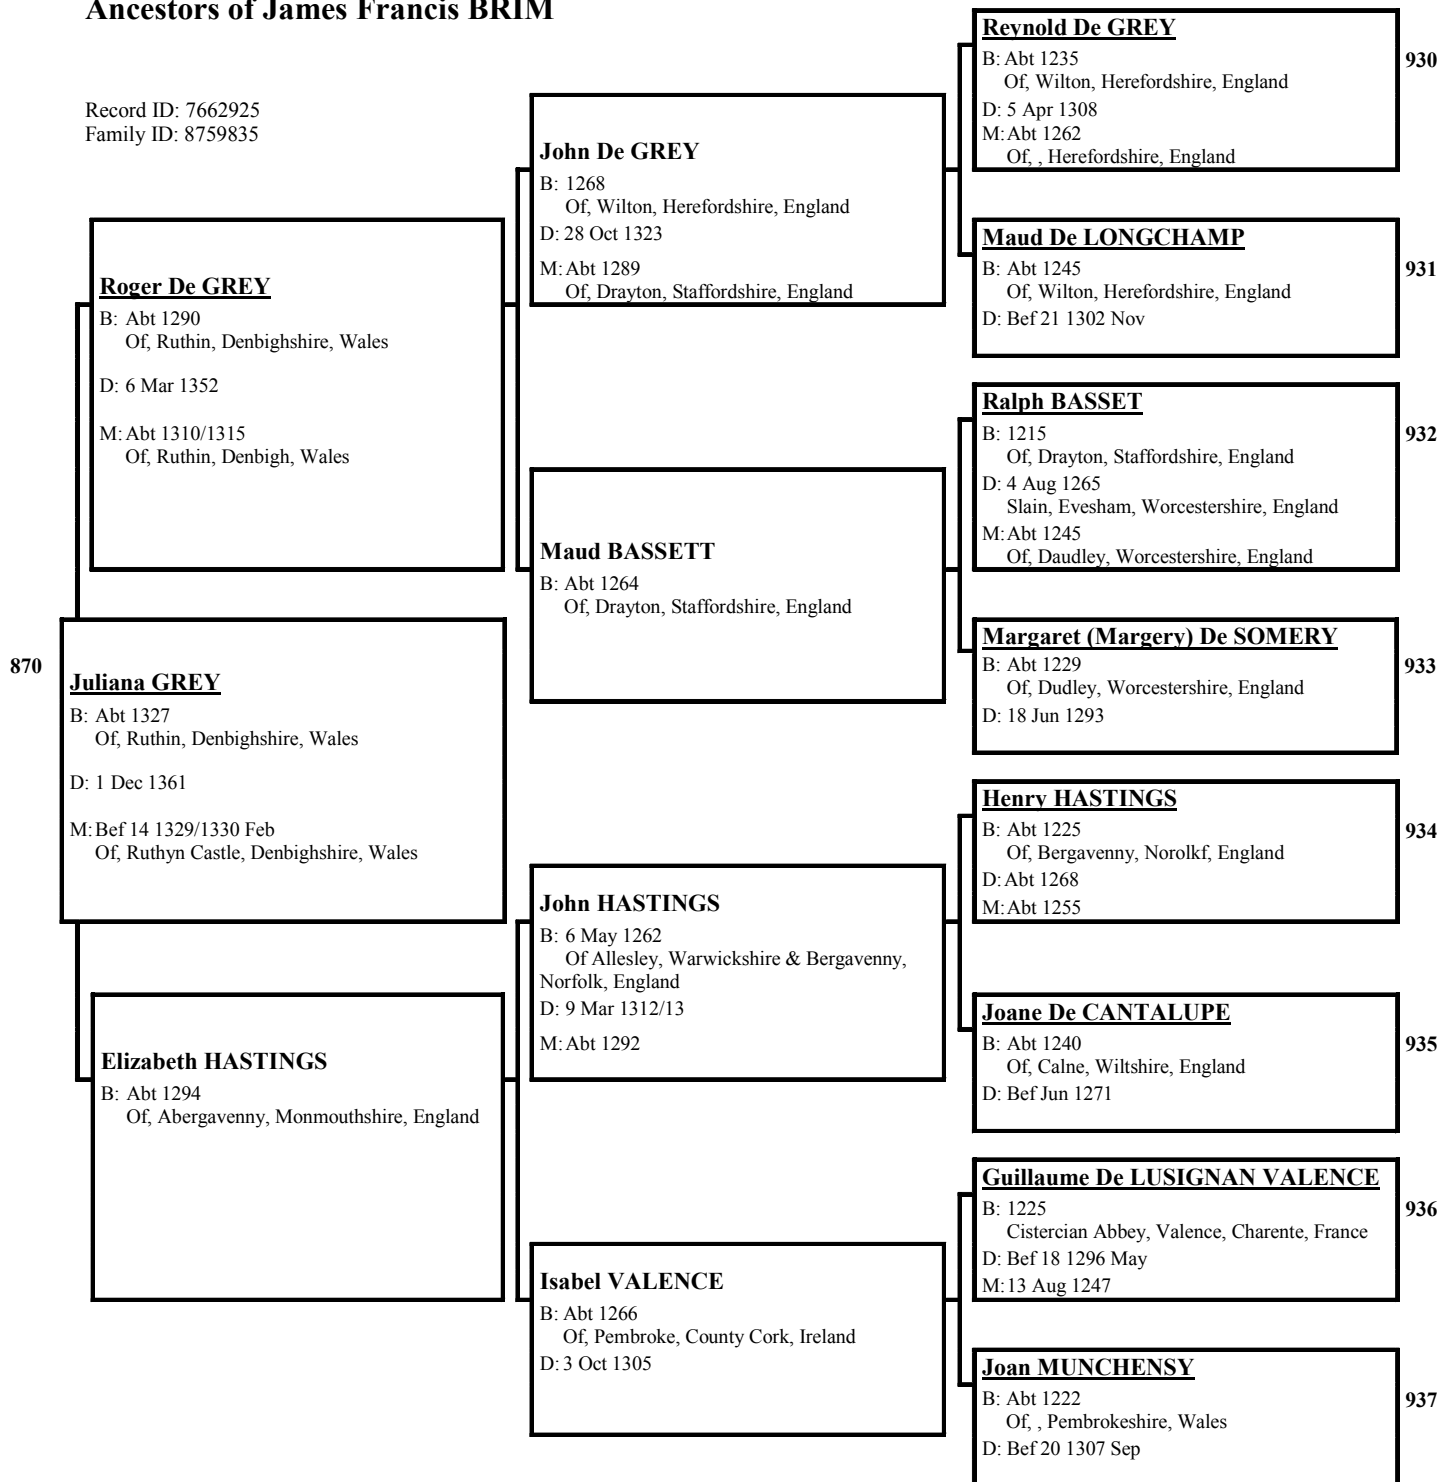 Ancestors of James Francis BRIM
Record ID: 7662925
Family ID: 8759835
870
Juliana GREY
B: Abt 1327
Of, Ruthin, Denbighshire, Wales
D: 1 Dec 1361
M: Bef 14 1329/1330 Feb
Of, Ruthyn Castle, Denbighshire, Wales
Roger De GREY
B: Abt 1290
Of, Ruthin, Denbighshire, Wales
D: 6 Mar 1352
M: Abt 1310/1315
Of, Ruthin, Denbigh, Wales
Elizabeth HASTINGS
B: Abt 1294
Of, Abergavenny, Monmouthshire, England
John De GREY
B: 1268
Of, Wilton, Herefordshire, England
D: 28 Oct 1323
M: Abt 1289
Of, Drayton, Staffordshire, England
Maud BASSETT
B: Abt 1264
Of, Drayton, Staffordshire, England
John HASTINGS
B: 6 May 1262
Of Allesley, Warwickshire & Bergavenny,
Norfolk, England
D: 9 Mar 1312/13
M: Abt 1292
Isabel VALENCE
B: Abt 1266
Of, Pembroke, County Cork, Ireland
D: 3 Oct 1305
Reynold De GREY
B: Abt 1235
Of, Wilton, Herefordshire, England
D: 5 Apr 1308
M: Abt 1262
Of, , Herefordshire, England
930
Maud De LONGCHAMP
B: Abt 1245
Of, Wilton, Herefordshire, England
D: Bef 21 1302 Nov
931
Ralph BASSET
B: 1215
Of, Drayton, Staffordshire, England
D: 4 Aug 1265
Slain, Evesham, Worcestershire, England
M: Abt 1245
Of, Daudley, Worcestershire, England
932
Margaret (Margery) De SOMERY
B: Abt 1229
Of, Dudley, Worcestershire, England
D: 18 Jun 1293
933
Henry HASTINGS
B: Abt 1225
Of, Bergavenny, Norolkf, England
D: Abt 1268
M: Abt 1255
934
Joane De CANTALUPE
B: Abt 1240
Of, Calne, Wiltshire, England
D: Bef Jun 1271
935
Guillaume De LUSIGNAN VALENCE
B: 1225
Cistercian Abbey, Valence, Charente, France
D: Bef 18 1296 May
M: 13 Aug 1247
936
Joan MUNCHENSY
B: Abt 1222
Of, , Pembrokeshire, Wales
D: Bef 20 1307 Sep
937